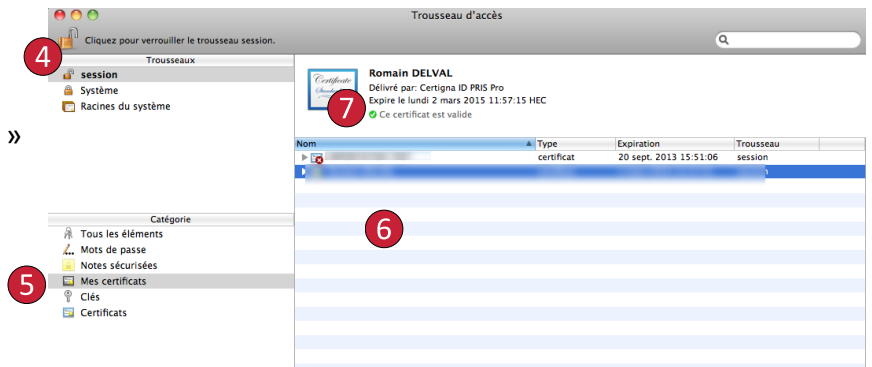 Trousseau d'accès
Cliquez pour verrouiller le trousseau session.
4
Trousseaux
session
Système
Racines du système
»
Certificate
Romain DELVAL
Délivré par: Certigna ID PRIS Pro
Expire le lundi 2 mars 2015 11:57:15 HEC
7
Ce certificat est valide
Nom Type Expiration Trousseau
certificat 20 sept. 2013 15:51:06 session
6
Catégorie
Tous les éléments
Mots de passe
Notes sécurisées
5
Mes certificats
Clés
Certificats